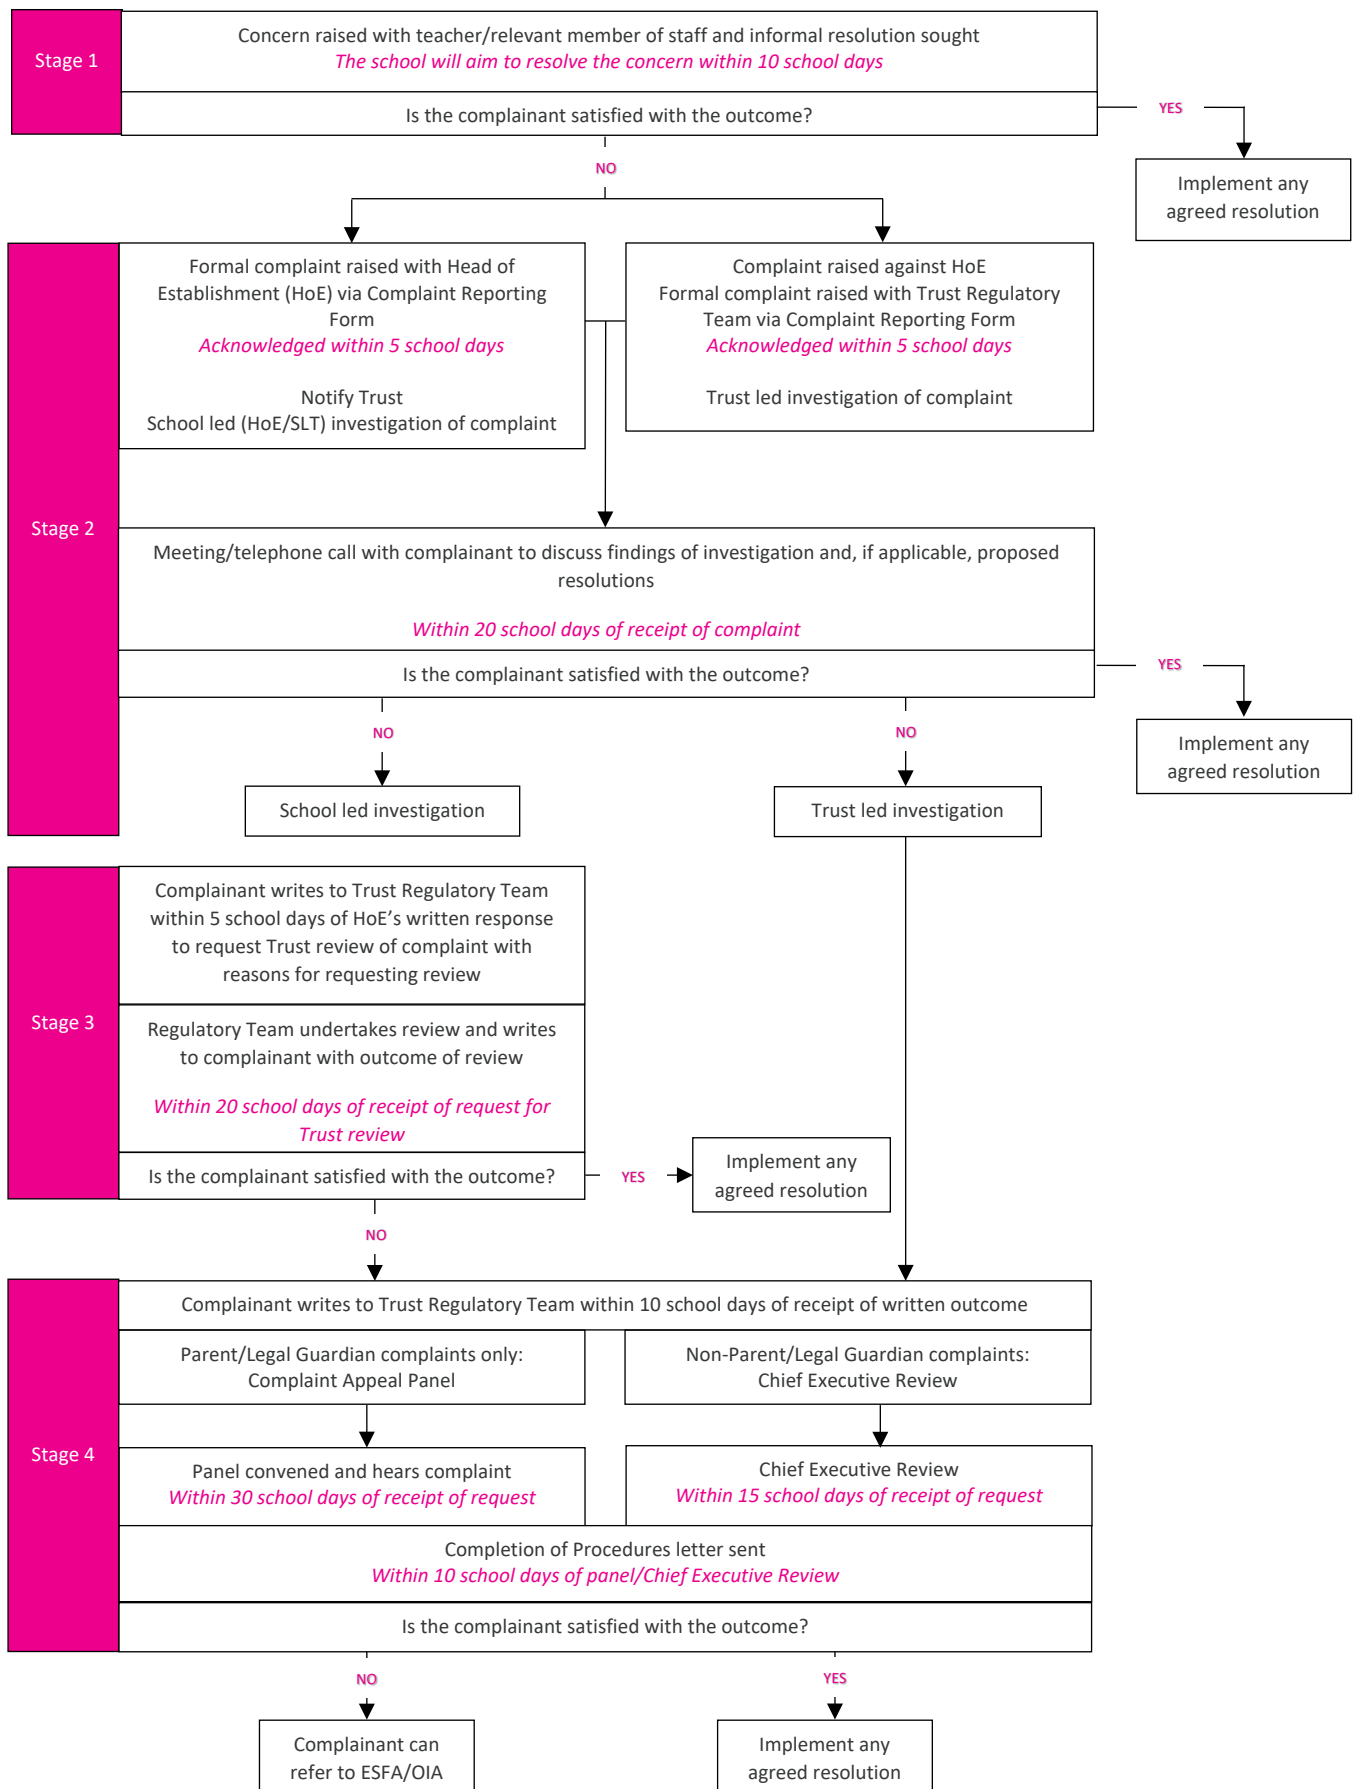 Stage 1
Concern raised with teacher/relevant member of staff and informal resolution sought
The school will aim to resolve the concern within 10 school days
Is the complainant satisfied with the outcome?
YES
Implement any
agreed resolution
NO
Stage 2
Formal complaint raised with Head of
Establishment (HoE) via Complaint Reporting
Form
Acknowledged within 5 school days
Notify Trust
School led (HoE/SLT) investigation of complaint
Complaint raised against HoE
Formal complaint raised with Trust Regulatory
Team via Complaint Reporting Form
Acknowledged within 5 school days
Trust led investigation of complaint
Meeting/telephone call with complainant to discuss findings of investigation and, if applicable, proposed
resolutions
Within 20 school days of receipt of complaint
Is the complainant satisfied with the outcome?
YES
Implement any
agreed resolution
NO
NO
School led investigation
Trust led investigation
Stage 3
Complainant writes to Trust Regulatory Team
within 5 school days of HoE’s written response
to request Trust review of complaint with
reasons for requesting review
Regulatory Team undertakes review and writes
to complainant with outcome of review
Within 20 school days of receipt of request for
Trust review
Is the complainant satisfied with the outcome?
YES
Implement any
agreed resolution
NO
Stage 4
Complainant writes to Trust Regulatory Team within 10 school days of receipt of written outcome
Parent/Legal Guardian complaints only:
Complaint Appeal Panel
Non-Parent/Legal Guardian complaints:
Chief Executive Review
Panel convened and hears complaint
Within 30 school days of receipt of request
Chief Executive Review
Within 15 school days of receipt of request
Completion of Procedures letter sent
Within 10 school days of panel/Chief Executive Review
Is the complainant satisfied with the outcome?
NO
YES
Complainant can
refer to ESFA/OIA
Implement any
agreed resolution